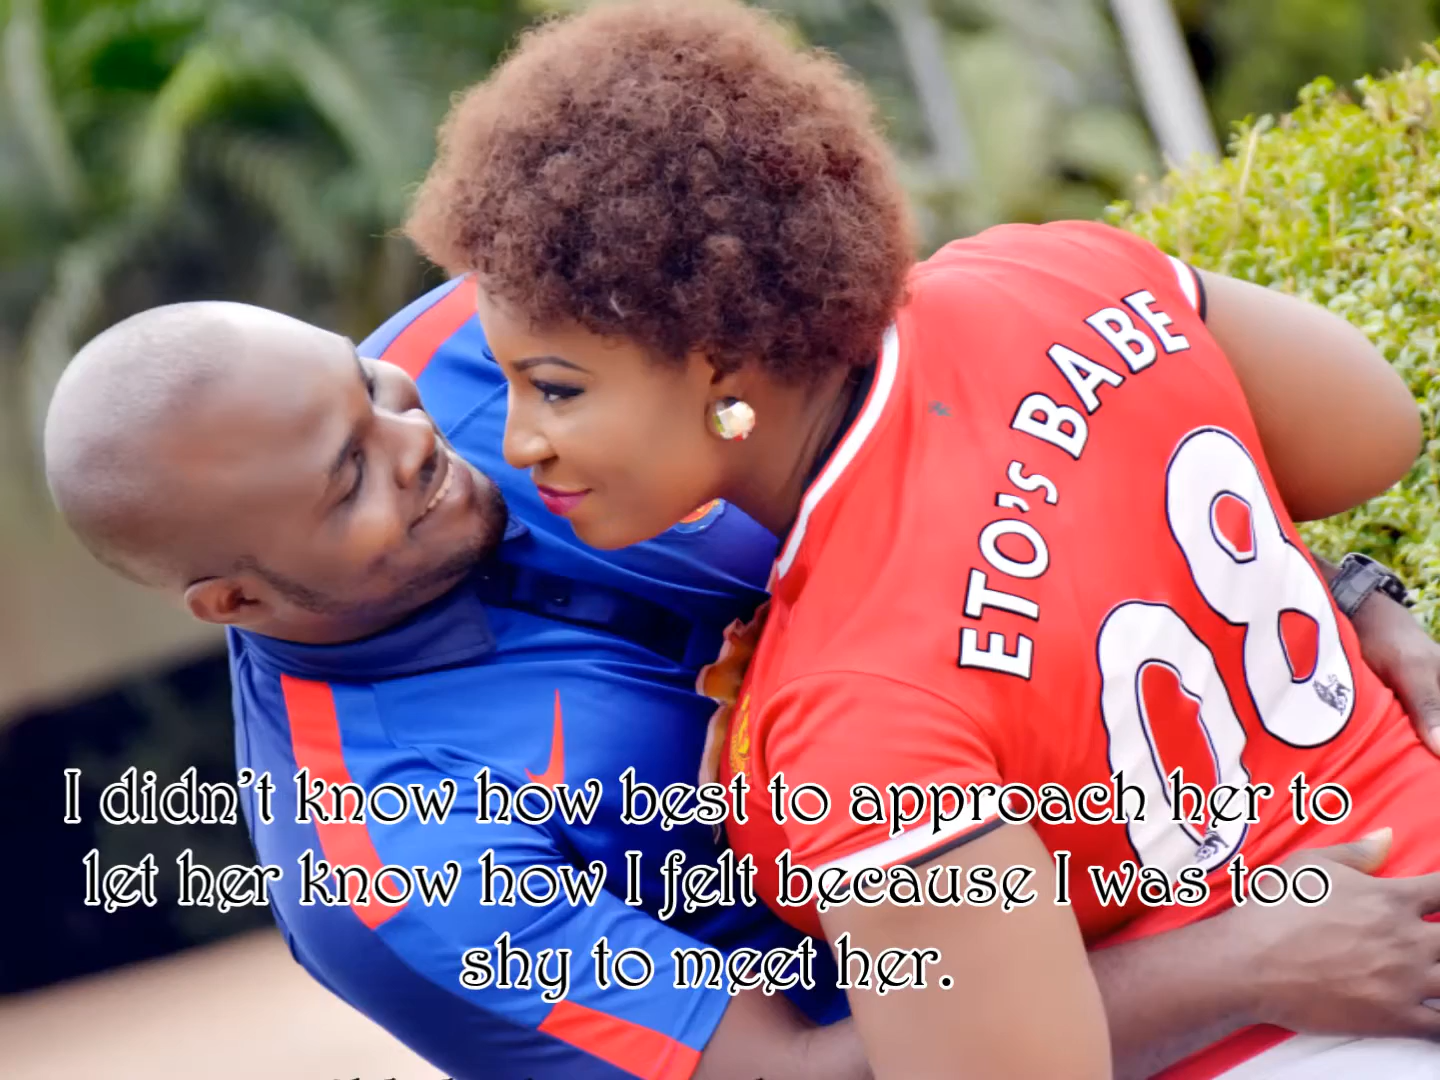 ETO'S BABE
08
I didn't know how best to approach her to
let her know how I felt because I was too
shy to meet her.